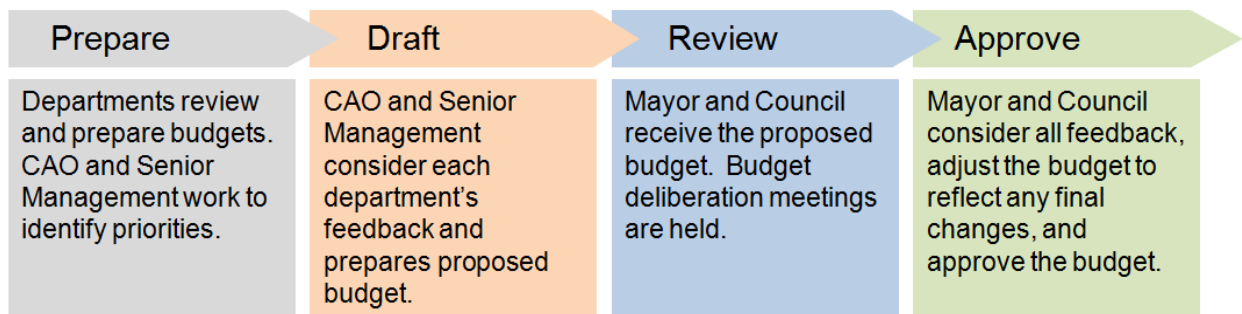 Prepare
Departments review
and prepare budgets.
CAO and Senior
Management work to
identify priorities.
Draft
CAO and Senior
Management
consider each
department's
feedback and
prepares proposed
budget.
Review
Mayor and Council
receive the proposed
budget.  Budget
deliberation meetings
are held.
Approve
Mayor and Council
consider all feedback,
adjust the budget to
reflect any final
changes, and
approve the budget.